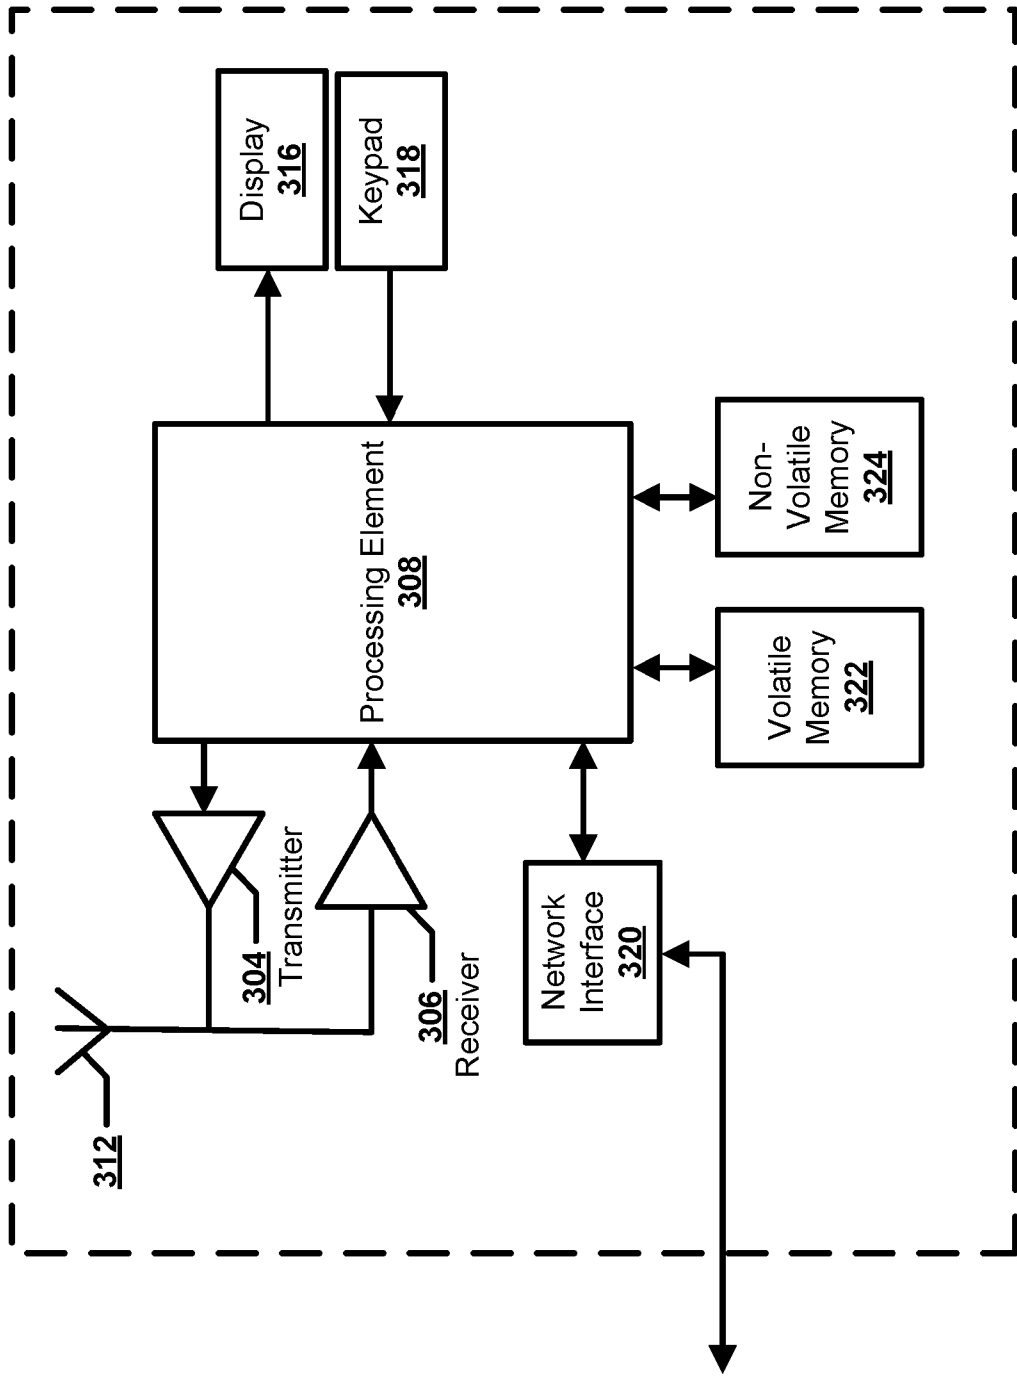 312
304
Transmitter
306
Receiver
Network
Interface
320
Processing Element
308
Display
316
Keypad
318
Volatile
Memory
322
Non-
Volatile
Memory
324